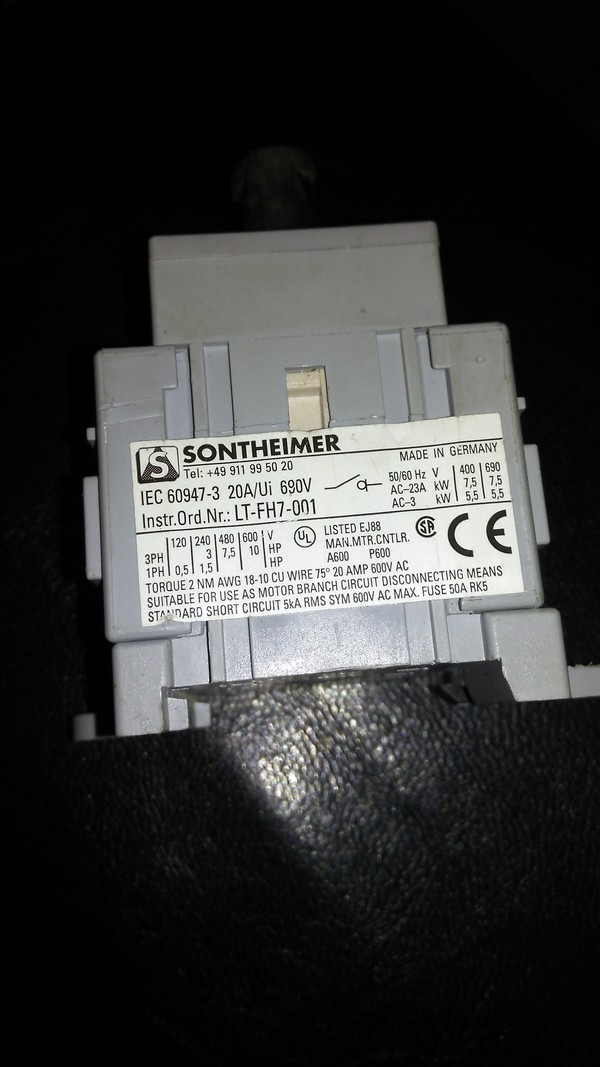 S SONTHEIMER
Tel: +49 911 99 50 20
MADE IN GERMANY
IEC 60947-3 20A/Ui 690V
50/60 Hz V 400 690
AC-23A kW 7,5 7,5
AC-3 kW 5,5 5,5
Instr.Ord.Nr.: LT-FH7-001
120 240 480 600 V
3PH 3 7,5 10 HP
1PH 0,5 1,5 HP
UL LISTED EJ88
MAN.MTR.CNTLR.
A600 P600
SA CE
TORQUE 2 NM AWG 18-10 CU WIRE 75° 20 AMP 600V AC
SUITABLE FOR USE AS MOTOR BRANCH CIRCUIT DISCONNECTING MEANS
STANDARD SHORT CIRCUIT 5kA RMS SYM 600V AC MAX. FUSE 50A RK5